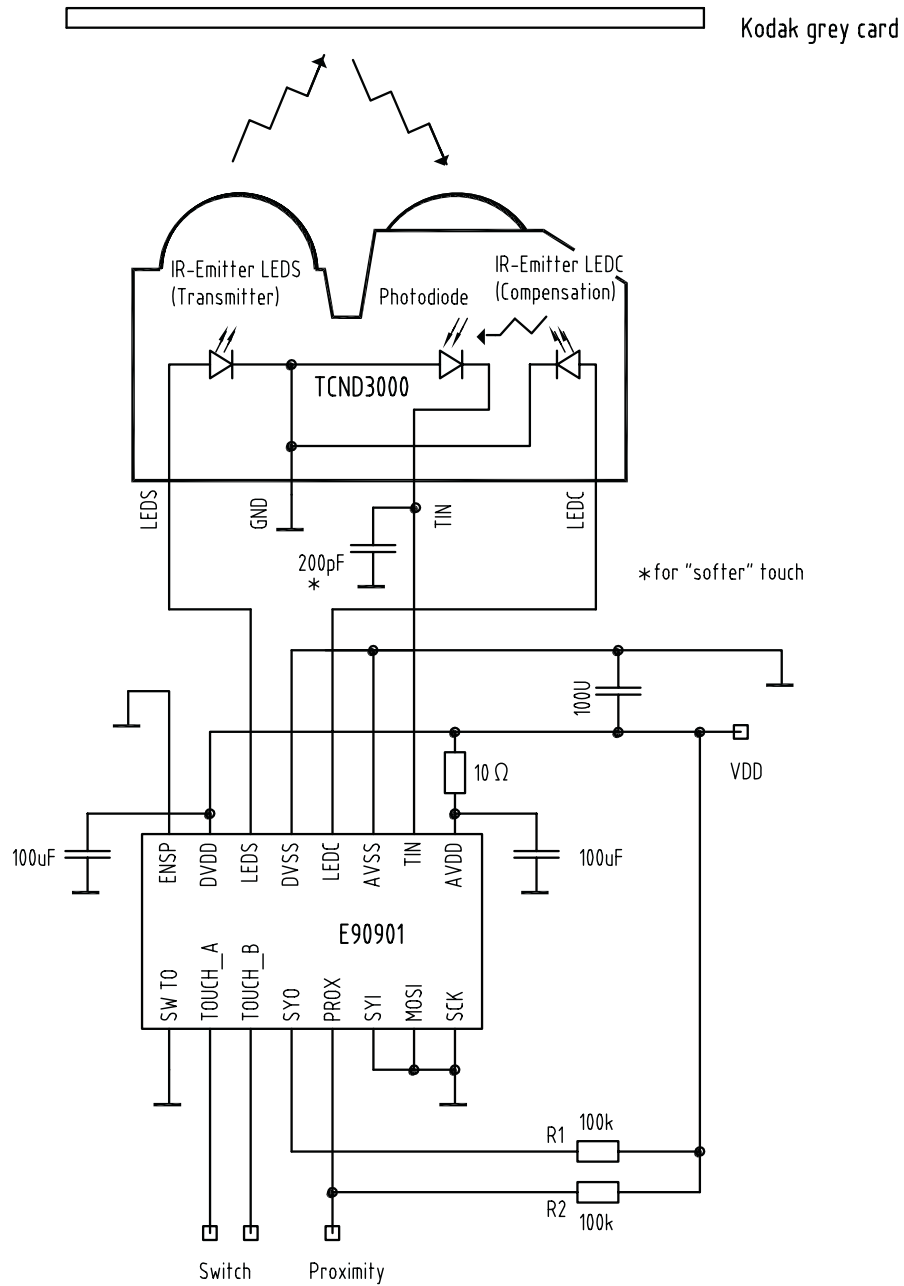 Kodak grey card
IR-Emitter LEDS
(Transmitter)
Photodiode
IR-Emitter LEDC
(Compensation)
TCND3000
LEDS
GND
TIN
LEDC
200pF
*
*for "softer" touch
100U
10 Ω
VDD
100uF
100uF
ENSP
DVDD
LEDS
DVSS
LEDC
AVSS
TIN
AVDD
E90901
SW TO
TOUCH_A
TOUCH_B
SYO
PROX
SYI
MOSI
SCK
R1
100k
R2
100k
Switch
Proximity